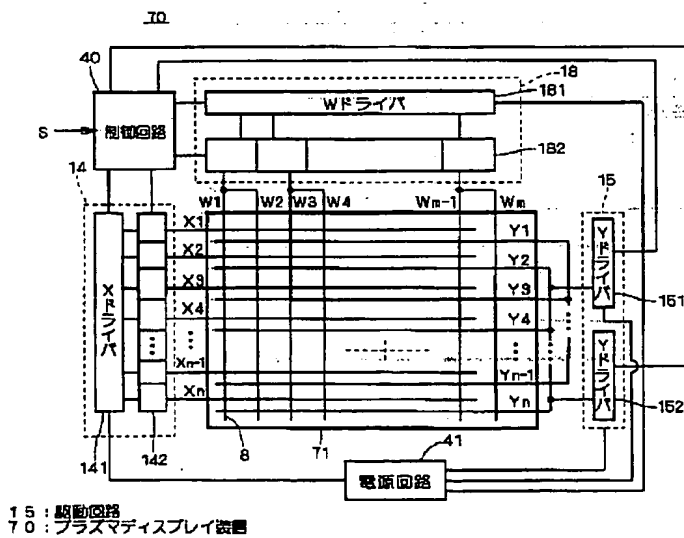 70
40
18
Wドライバ
181
S
制御回路
182
14
W1
W2
W3
W4
Wm-1
Wm
15
X1
Y1
X2
Y2
Yドライバ
X3
Y3
151
Xドライバ
X4
Y4
Xn-1
Yn-1
Yドライバ
Xn
Yn
152
8
71
41
141
142
電源回路
15:駆動回路
70:プラズマディスプレイ装置